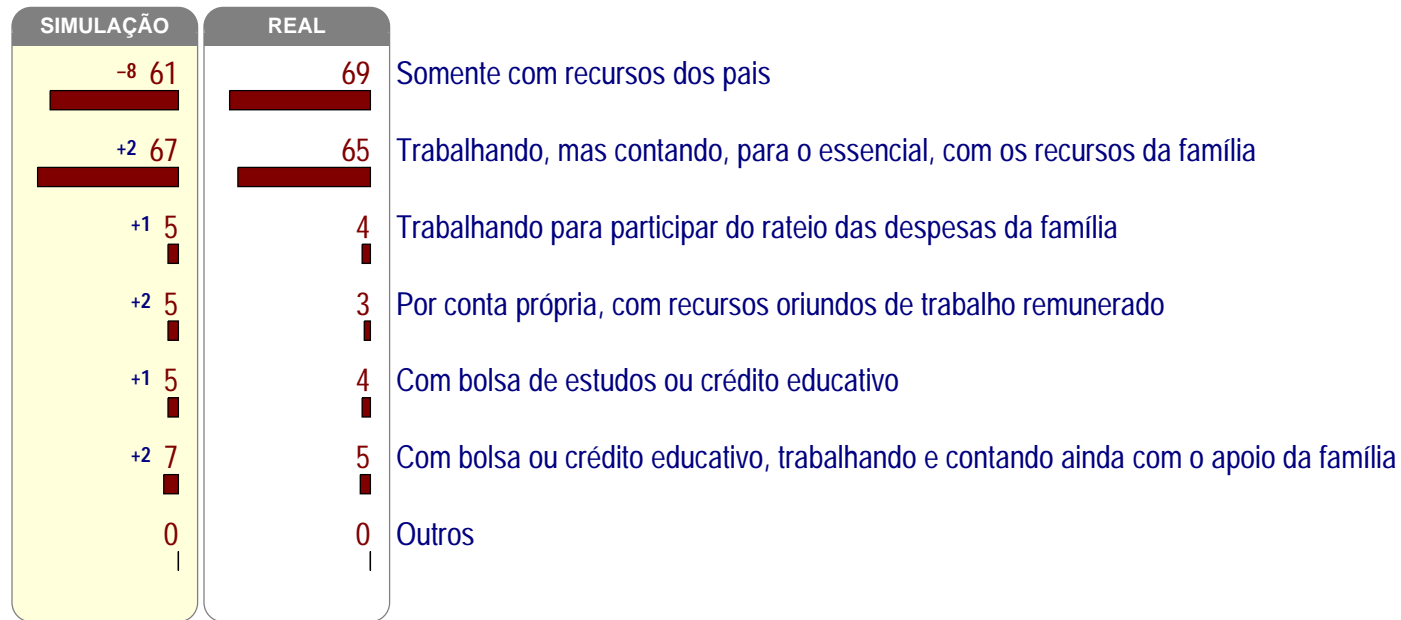 SIMULAÇÃO REAL
−8 61 69 Somente com recursos dos pais
+2 67 65 Trabalhando, mas contando, para o essencial, com os recursos da família
+1 5 4 Trabalhando para participar do rateio das despesas da família
+2 5 3 Por conta própria, com recursos oriundos de trabalho remunerado
+1 5 4 Com bolsa de estudos ou crédito educativo
+2 7 5 Com bolsa ou crédito educativo, trabalhando e contando ainda com o apoio da família
0 0 Outros